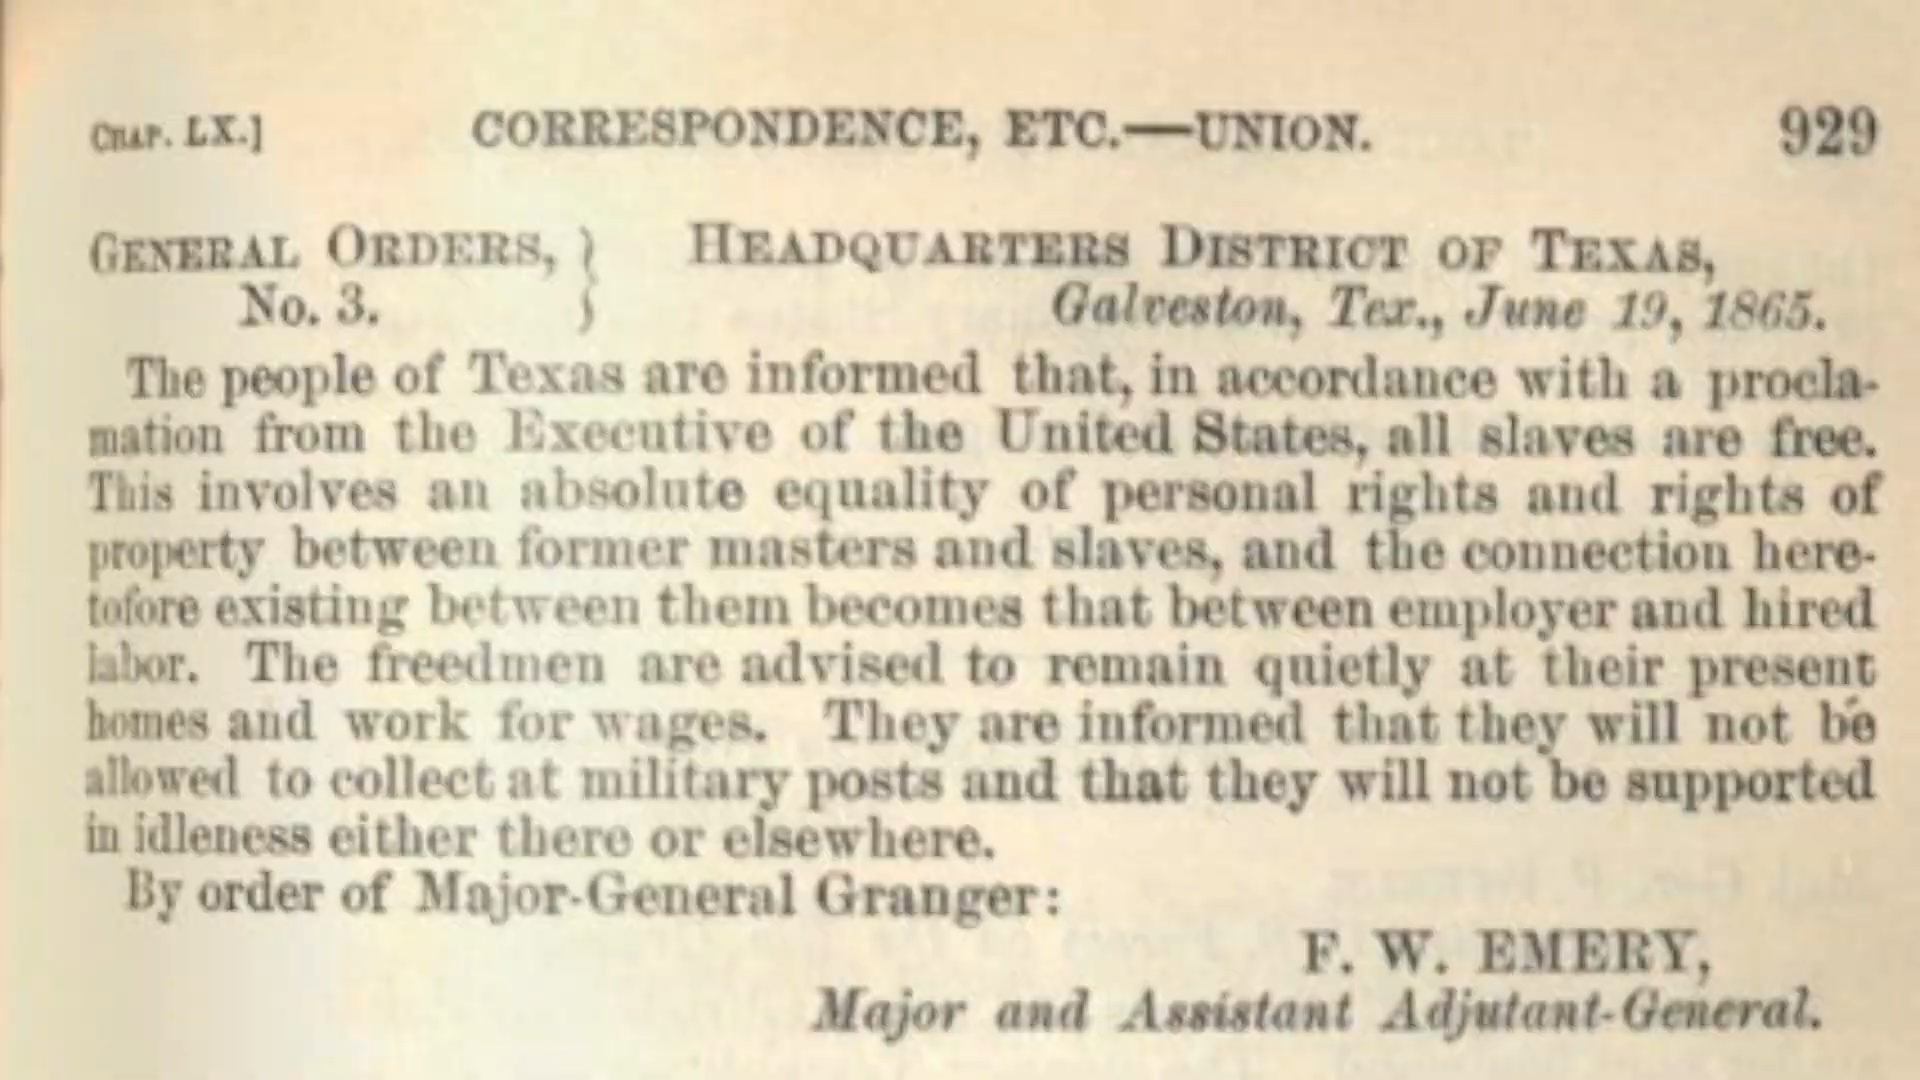 CHAP. LX.] CORRESPONDENCE, ETC.—UNION. 929
GENERAL ORDERS, } HEADQUARTERS DISTRICT OF TEXAS,
No. 3. } Galveston, Tex., June 19, 1865.
The people of Texas are informed that, in accordance with a procla-
mation from the Executive of the United States, all slaves are free.
This involves an absolute equality of personal rights and rights of
property between former masters and slaves, and the connection here-
tofore existing between them becomes that between employer and hired
labor. The freedmen are advised to remain quietly at their present
homes and work for wages. They are informed that they will not be
allowed to collect at military posts and that they will not be supported
in idleness either there or elsewhere.
By order of Major-General Granger:
F. W. EMERY,
Major and Assistant Adjutant-General.